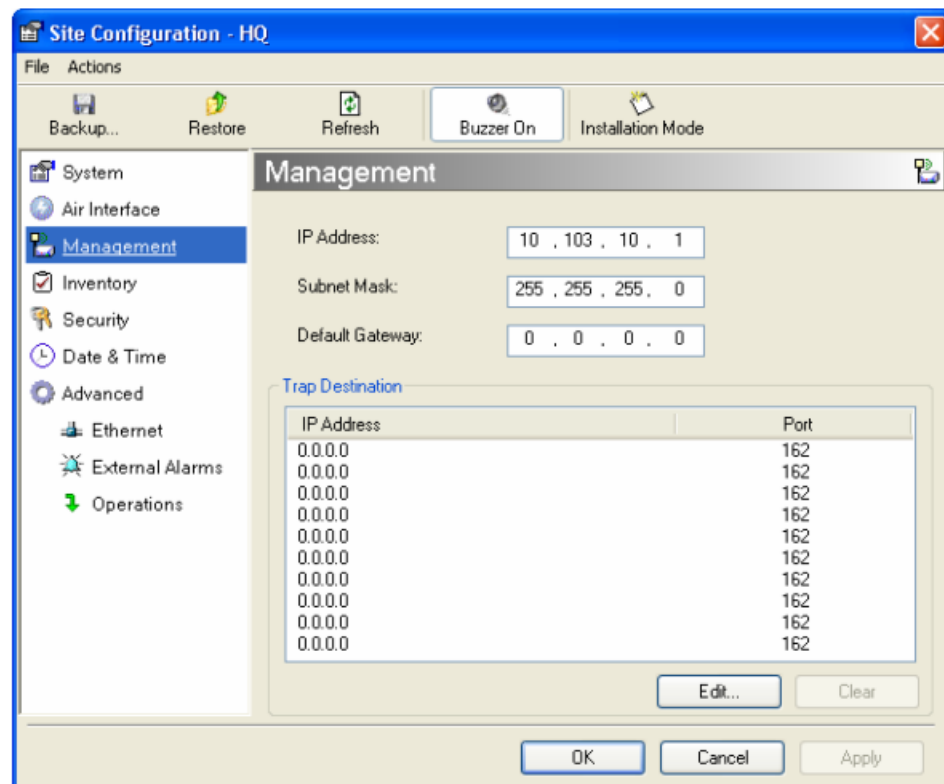 Site Configuration - HQ
File Actions
Backup... Restore Refresh Buzzer On Installation Mode
System
Air Interface
Management
Inventory
Security
Date & Time
Advanced
Ethernet
External Alarms
Operations
Management
IP Address: 10 . 103 . 10 . 1
Subnet Mask: 255 . 255 . 255 . 0
Default Gateway: 0 . 0 . 0 . 0
Trap Destination
IP Address Port
0.0.0.0 162
0.0.0.0 162
0.0.0.0 162
0.0.0.0 162
0.0.0.0 162
0.0.0.0 162
0.0.0.0 162
0.0.0.0 162
0.0.0.0 162
0.0.0.0 162
Edit... Clear
OK Cancel Apply